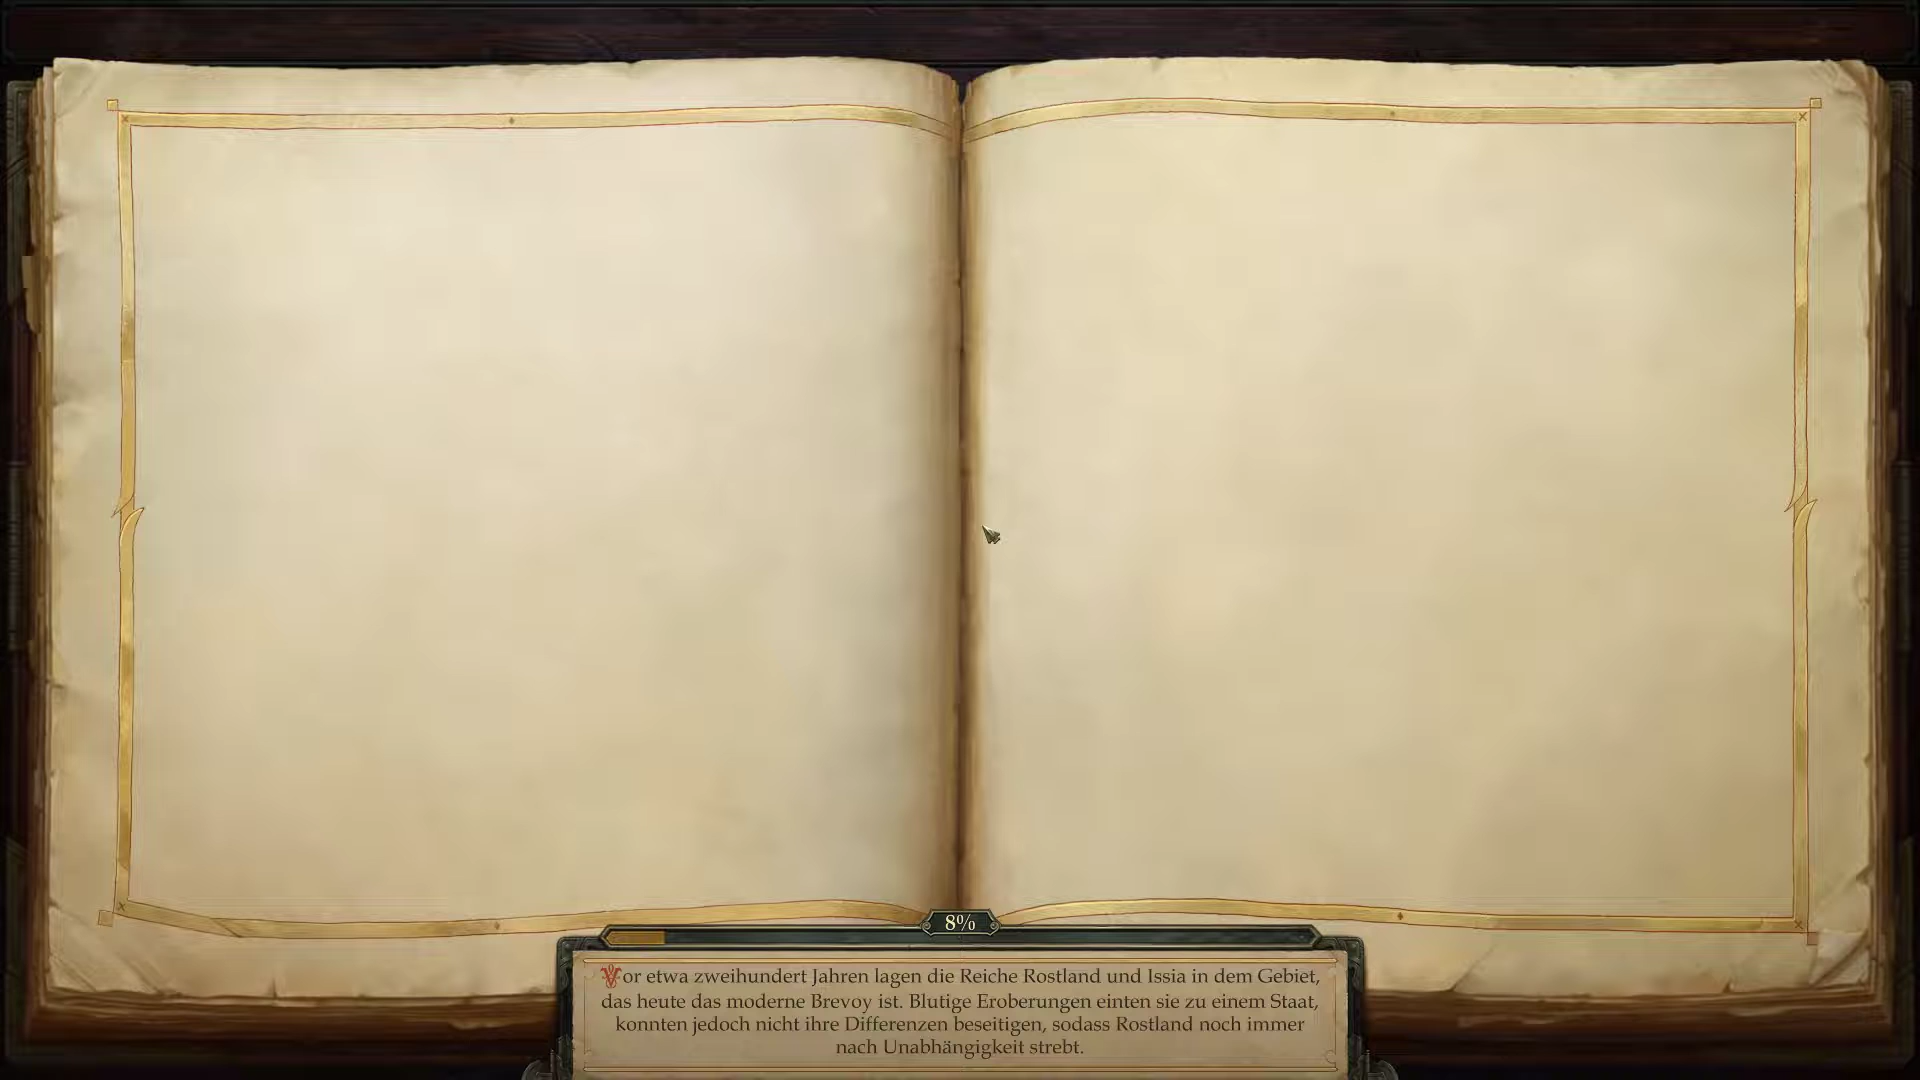 8%
Vor etwa zweihundert Jahren lagen die Reiche Rostland und Issia in dem Gebiet,
das heute das moderne Brevoy ist. Blutige Eroberungen einten sie zu einem Staat,
konnten jedoch nicht ihre Differenzen beseitigen, sodass Rostland noch immer
nach Unabhängigkeit strebt.